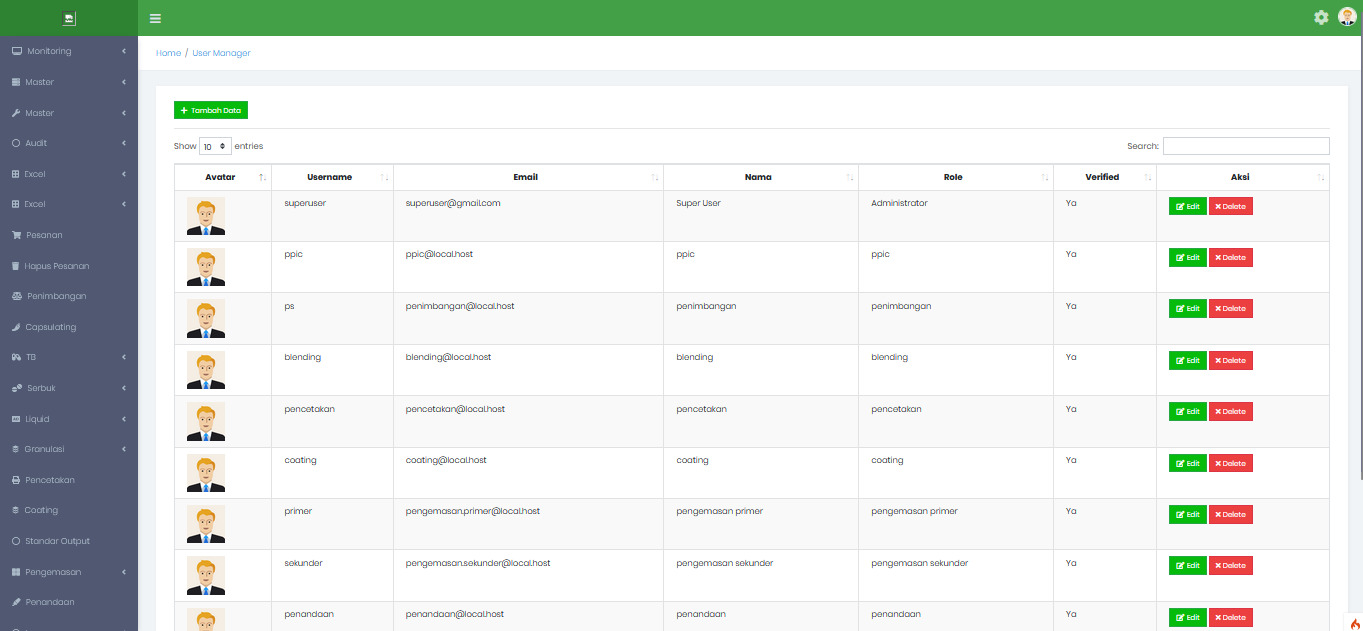 Home / User Manager
Monitoring
Master
Master
Audit
Excel
Excel
Pesanan
Hapus Pesanan
Penimbangan
Capsulating
TB
Serbuk
Liquid
Granulasi
Pencetakan
Coating
Standar Output
Pengemasan
Penandaan
Tambah Data
Show 10 entries
Search:
Avatar Username Email Nama Role Verified Aksi
superuser superuser@gmail.com Super User Administrator Ya Edit Delete
ppic ppic@local.host ppic ppic Ya Edit Delete
ps penimbangan@local.host penimbangan penimbangan Ya Edit Delete
blending blending@local.host blending blending Ya Edit Delete
pencetakan pencetakan@local.host pencetakan pencetakan Ya Edit Delete
coating coating@local.host coating coating Ya Edit Delete
primer pengemasan.primer@local.host pengemasan primer pengemasan primer Ya Edit Delete
sekunder pengemasan.sekunder@local.host pengemasan sekunder pengemasan sekunder Ya Edit Delete
penandaan penandaan@local.host penandaan penandaan Ya Edit Delete